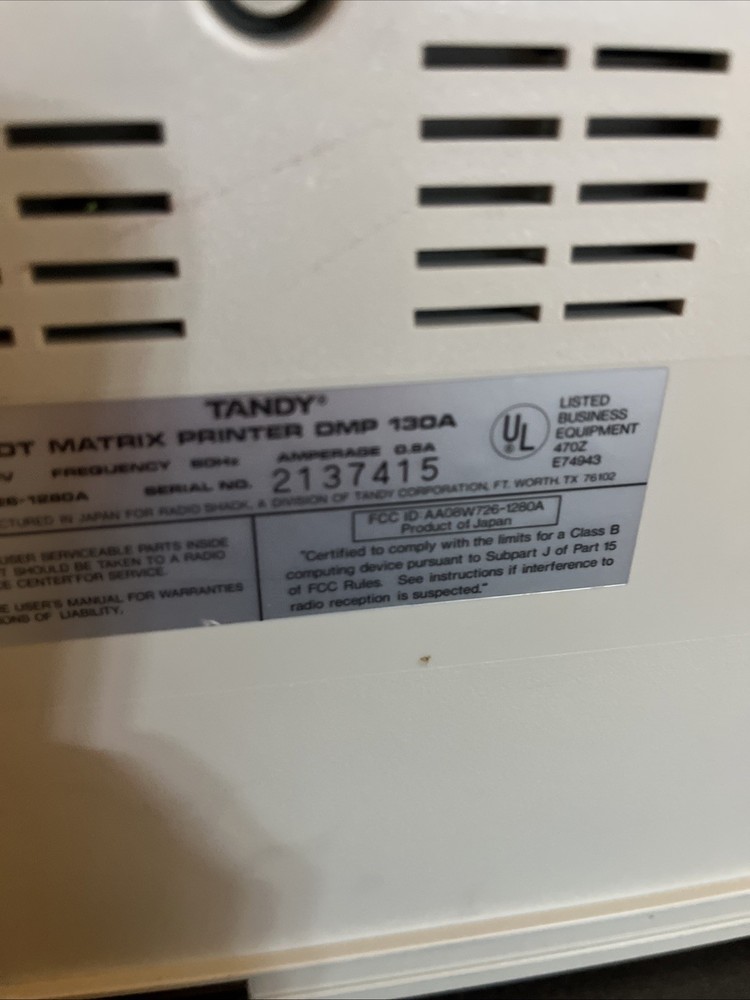 TANDY®
OT MATRIX PRINTER DMP 130A
V FREQUENCY 60Hz AMPERAGE 0.8A
26-1280A SERIAL NO. 2137415
CTURED IN JAPAN FOR RADIO SHACK, A DIVISION OF TANDY CORPORATION, FT. WORTH, TX 76102
UL
®
LISTED
BUSINESS
EQUIPMENT
470Z
E74943
USER SERVICEABLE PARTS INSIDE
T SHOULD BE TAKEN TO A RADIO
CE CENTER FOR SERVICE.
E USER'S MANUAL FOR WARRANTIES
ONS OF LIABILITY.
FCC ID AAO8W726-1280A
Product of Japan
"Certified to comply with the limits for a Class B
computing device pursuant to Subpart J of Part 15
of FCC Rules. See instructions if interference to
radio reception is suspected."